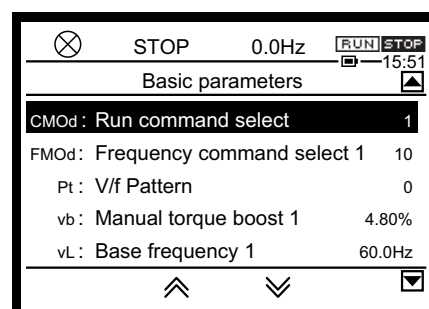 STOP 0.0Hz RUN STOP
15:51
Basic parameters
CMOd : Run command select 1
FMOd : Frequency command select 1 10
Pt : V/f Pattern 0
vb : Manual torque boost 1 4.80%
vL : Base frequency 1 60.0Hz